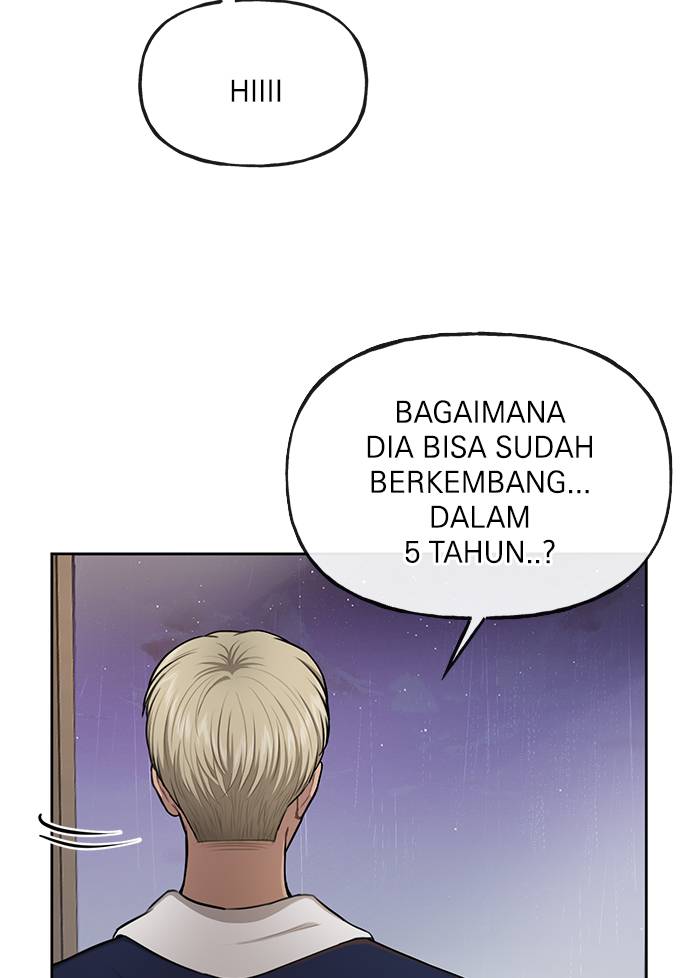 HIIII
BAGAIMANA
DIA BISA SUDAH
BERKEMBANG...
DALAM
5 TAHUN..?